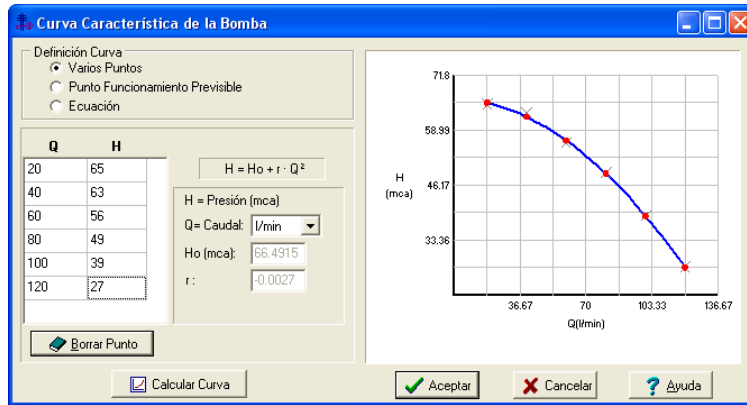 Curva Característica de la Bomba
Definición Curva
Varios Puntos
Punto Funcionamiento Previsible
Ecuación
Q H
20 65
40 63
60 56
80 49
100 39
120 27
Borrar Punto
H = Ho + r · Q²
H = Presión (mca)
Q= Caudal: l/min
Ho (mca): 66.4915
r : -0.0027
Calcular Curva
71.8
58.99
46.17
33.36
H
(mca)
36.67 70 103.33 136.67
Q(l/min)
Aceptar
Cancelar
Ayuda